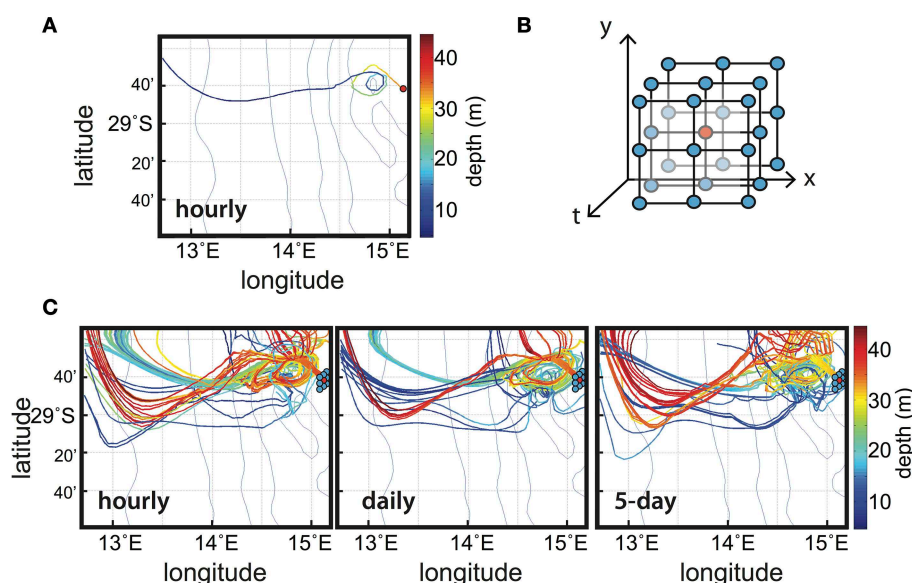 A
B
40'
29°S
20'
40'
latitude
hourly
13°E
14°E
15°E
longitude
40
30
20
10
depth (m)
y
x
t
C
40'
29°S
20'
40'
latitude
hourly
daily
5-day
13°E
14°E
15°E
13°E
14°E
15°E
13°E
14°E
15°E
longitude
longitude
longitude
40
30
20
10
depth (m)